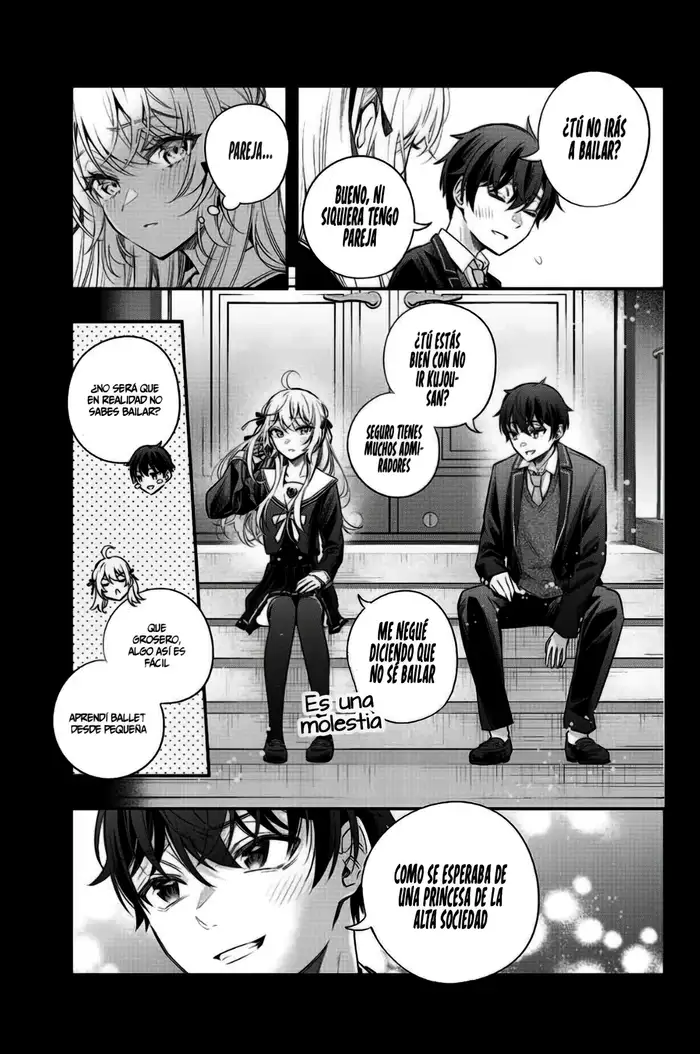 ¿TÚ NO IRÁS
A BAILAR?
BUENO, NI
SIQUIERA TENGO
PAREJA
PAREJA...
¿TÚ ESTÁS
BIEN CON NO
IR KUJOU-
SAN?
SEGURO TIENES
MUCHOS ADMI-
RADORES
ME NEGUÉ
DICIENDO QUE
NO SÉ BAILAR
Es una
molestia
¿NO SERÁ QUE
EN REALIDAD NO
SABES BAILAR?
QUE
GROSERO,
ALGO ASÍ ES
FÁCIL
APRENDÍ BALLET
DESDE PEQUEÑA
COMO SE ESPERABA DE
UNA PRINCESA DE LA
ALTA SOCIEDAD